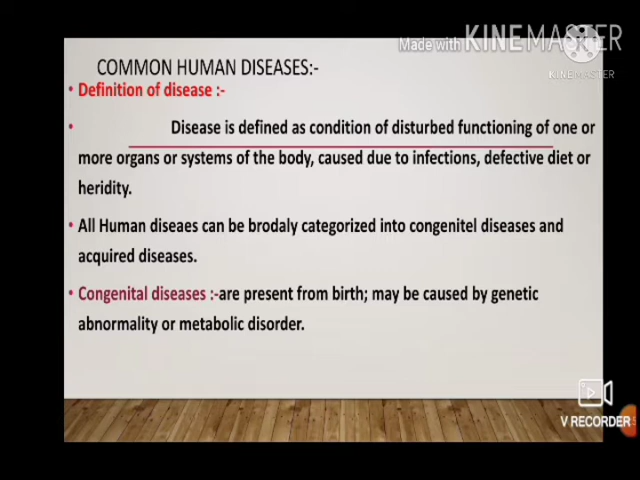 Made with KINEMASTER
KINEMASTER
COMMON HUMAN DISEASES:-
• Definition of disease :-
• Disease is defined as condition of disturbed functioning of one or
more organs or systems of the body, caused due to infections, defective diet or
heridity.
• All Human diseaes can be brodaly categorized into congenitel diseases and
acquired diseases.
• Congenital diseases :-are present from birth; may be caused by genetic
abnormality or metabolic disorder.
V RECORDER